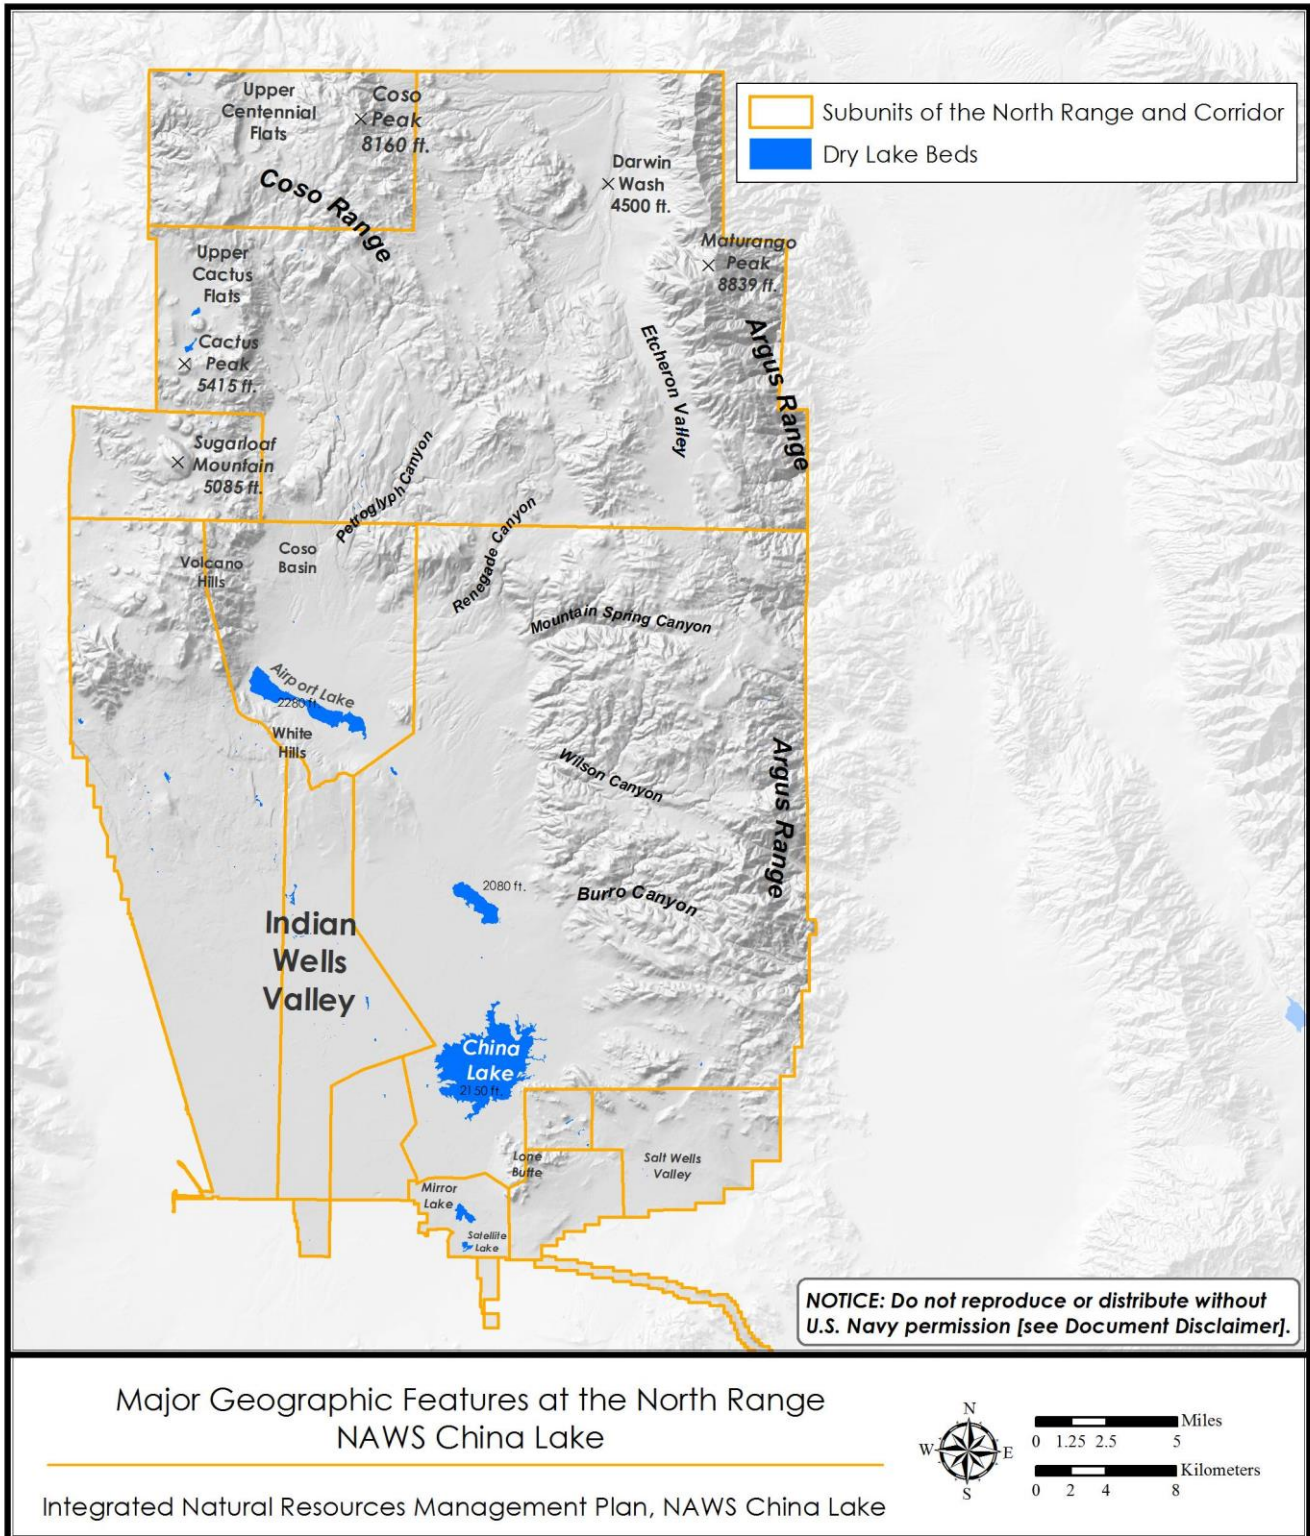 Upper
Centennial
Flats
Coso
Peak
8160 ft.
Subunits of the North Range and Corridor
Dry Lake Beds
Coso Range
Darwin
Wash
4500 ft.
Maturango
Peak
8839 ft.
Upper
Cactus
Flats
Cactus
Peak
5415 ft.
Etcheron Valley
Argus Range
Sugarloaf
Mountain
5085 ft.
Petroglyph Canyon
Renegade Canyon
Volcano
Hills
Coso
Basin
Mountain Spring Canyon
Airport Lake
2280 ft.
White
Hills
Wilson Canyon
Argus Range
2080 ft.
Burro Canyon
Indian
Wells
Valley
China
Lake
2150 ft.
Lone
Butte
Salt Wells
Valley
Mirror
Lake
Satellite
Lake
NOTICE: Do not reproduce or distribute without
U.S. Navy permission [see Document Disclaimer].
Major Geographic Features at the North Range
NAWS China Lake
Integrated Natural Resources Management Plan, NAWS China Lake
N
W E
S
Miles
0 1.25 2.5 5
Kilometers
0 2 4 8